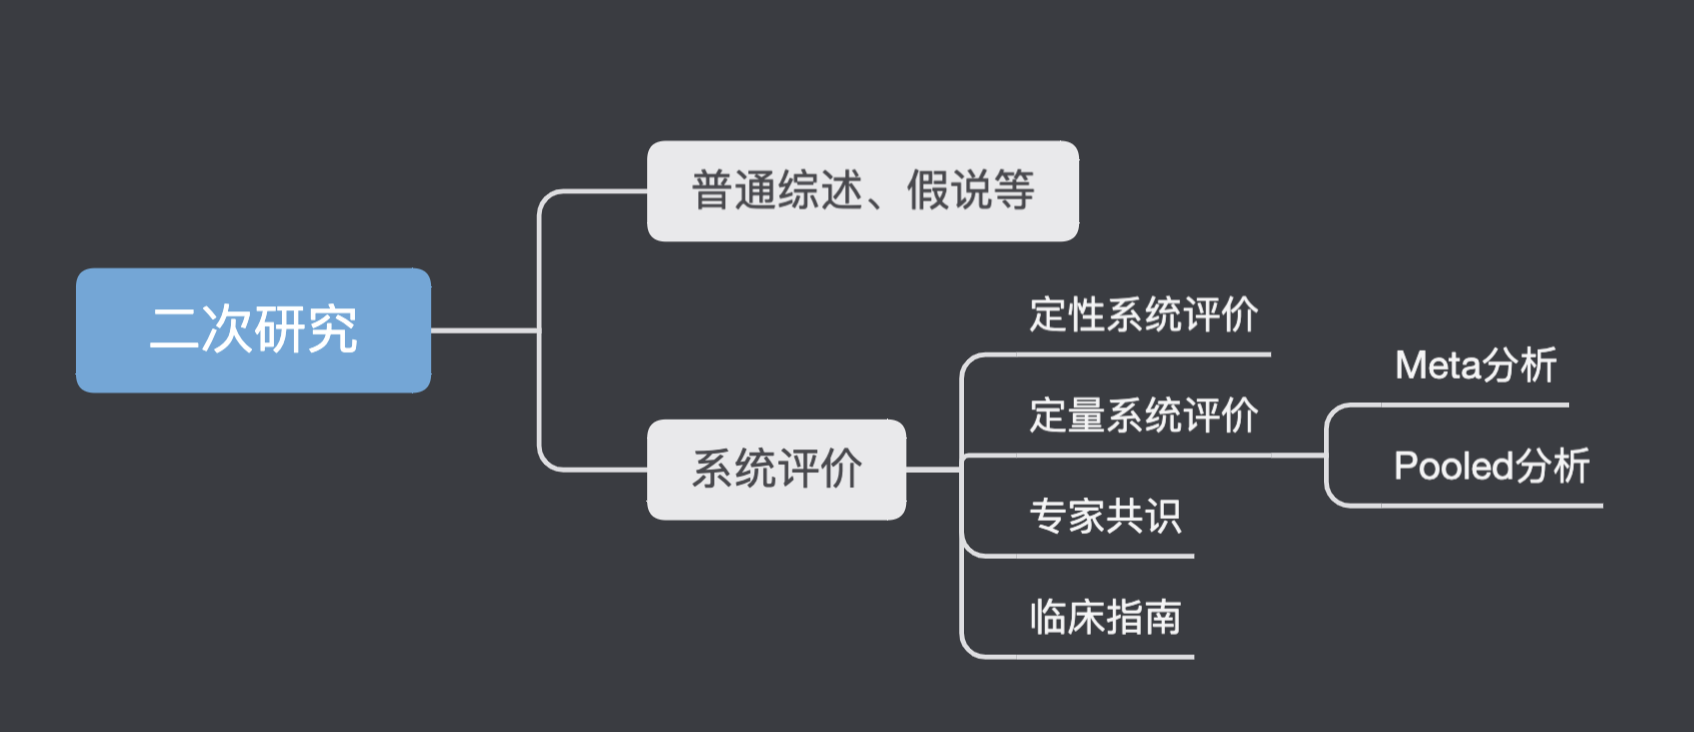 二次研究
普通综述、假说等
系统评价
定性系统评价
定量系统评价
专家共识
临床指南
Meta分析
Pooled分析